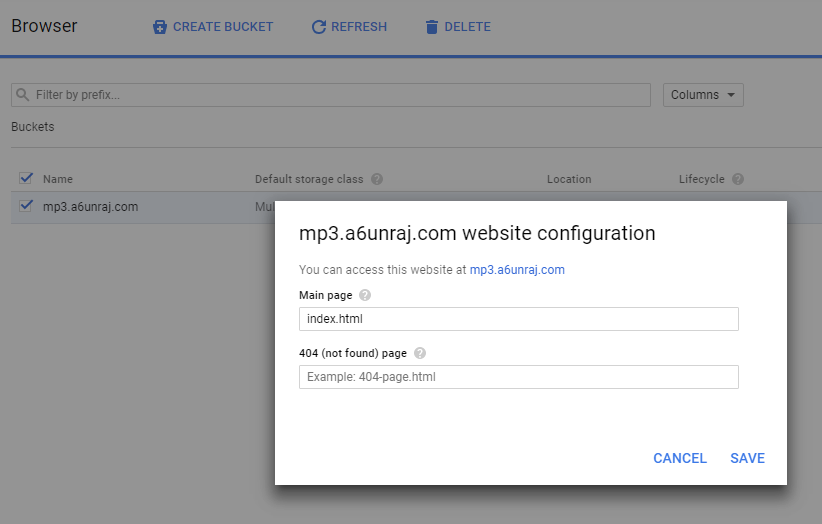 Browser CREATE BUCKET REFRESH DELETE
Filter by prefix... Columns
Buckets
Name Default storage class ? Location Lifecycle ?
mp3.a6unraj.com
mp3.a6unraj.com website configuration
You can access this website at mp3.a6unraj.com
Main page ?
index.html
404 (not found) page ?
Example: 404-page.html
CANCEL SAVE